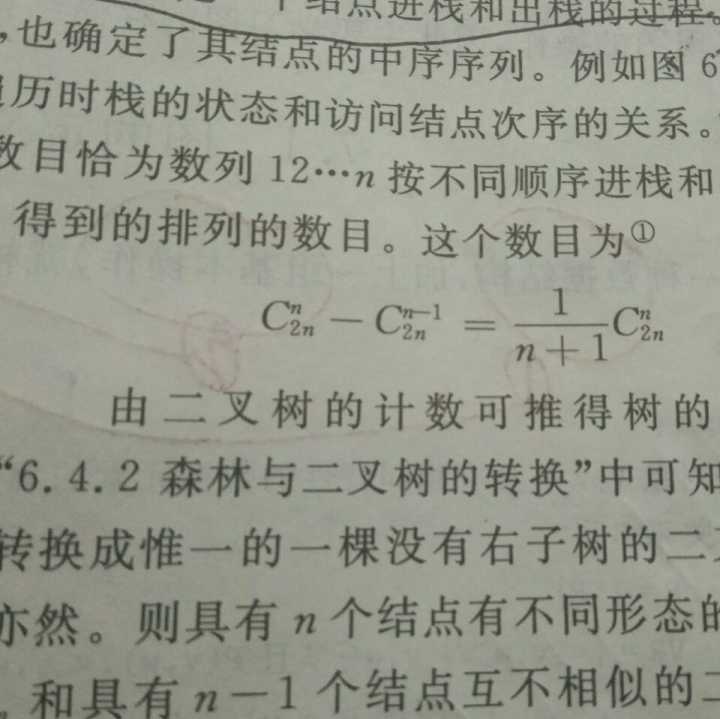 个结点进栈和出栈的过程。
,也确定了其结点的中序序列。例如图 6
历时栈的状态和访问结点次序的关系。
数目恰为数列 12…n 按不同顺序进栈和
得到的排列的数目。这个数目为①
C_{2n}^{n} − C_{2n}^{n-1} = \frac{1}{n+1} C_{2n}^{n}
由二叉树的计数可推得树的
“6.4.2 森林与二叉树的转换”中可知
转换成惟一的一棵没有右子树的二
亦然。则具有 n 个结点有不同形态的
和具有 n−1 个结点互不相似的二